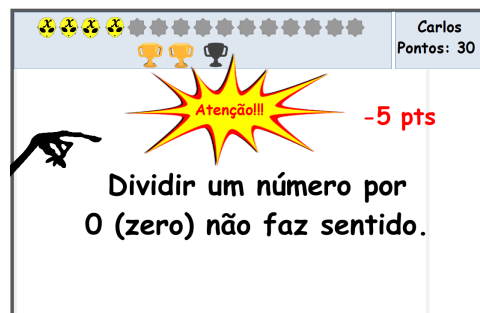 Carlos
Pontos: 30
Atenção!!!
-5 pts
Dividir um número por
0 (zero) não faz sentido.